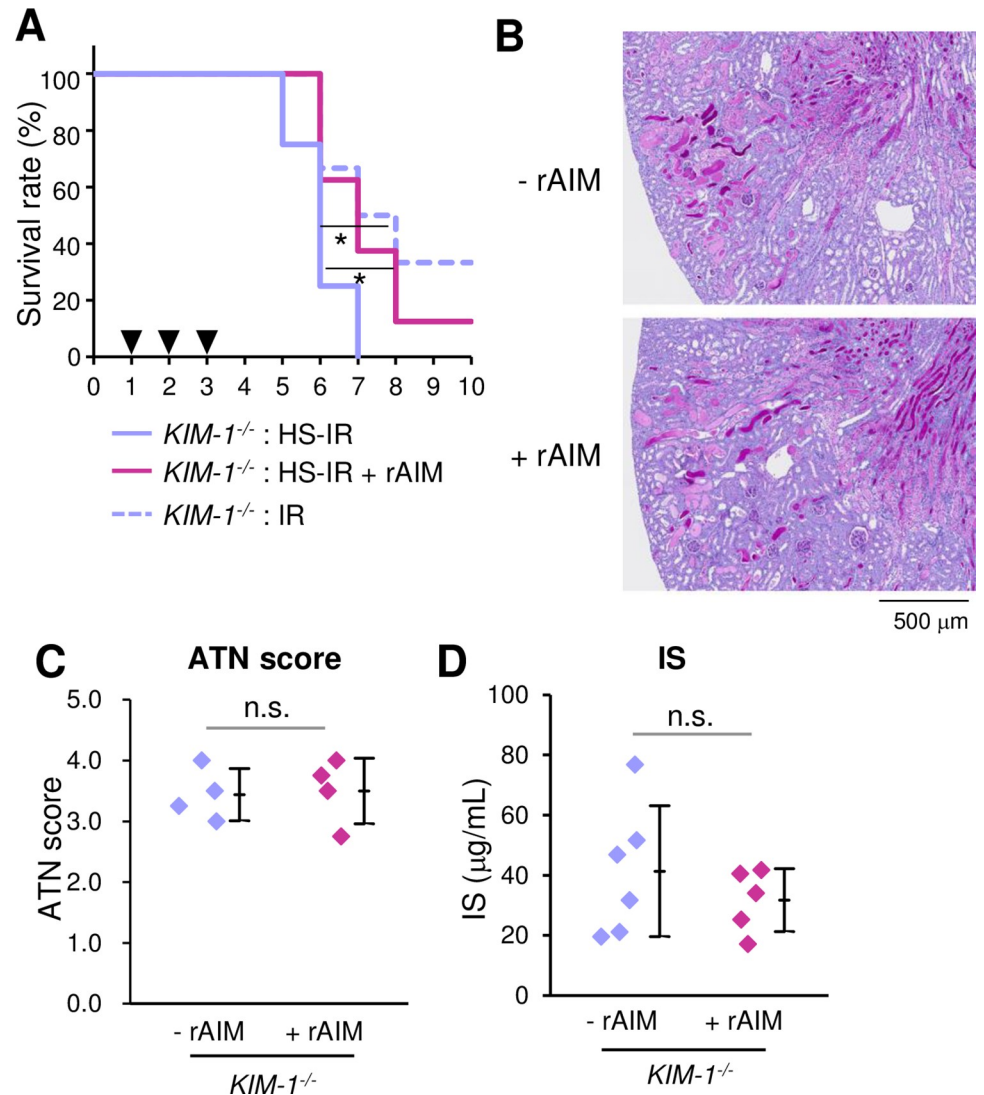 A
Survival rate (%)
100
80
60
40
20
0
*
*
0 1 2 3 4 5 6 7 8 9 10
KIM-1-/- : HS-IR
KIM-1-/- : HS-IR + rAIM
KIM-1-/- : IR
B
- rAIM
+ rAIM
500 μm
C
ATN score
n.s.
ATN score
5.0
4.0
3.0
2.0
1.0
0.0
- rAIM + rAIM
KIM-1-/-
D
IS
n.s.
IS (μg/mL)
100
80
60
40
20
0
- rAIM + rAIM
KIM-1-/-